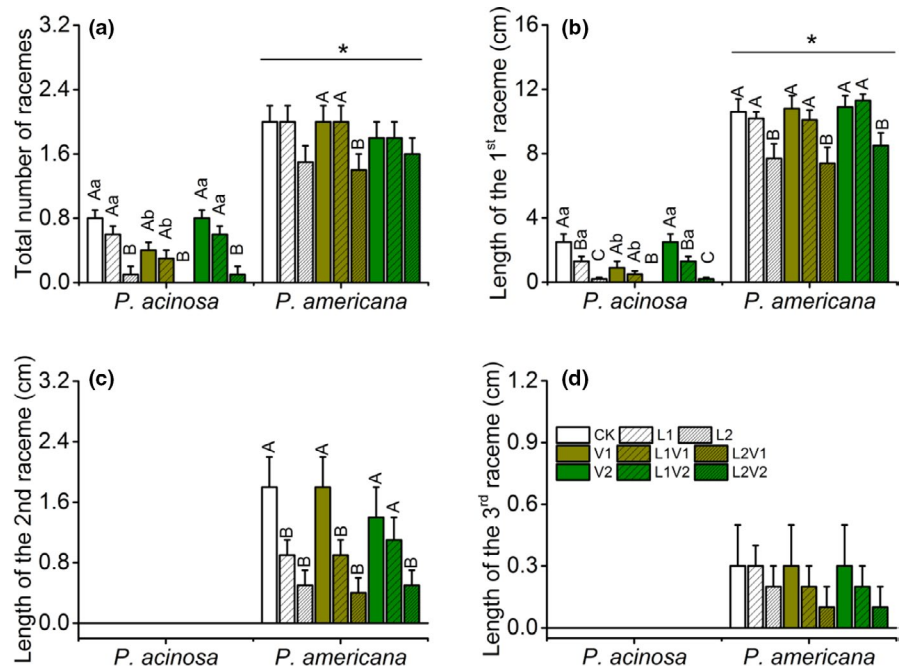 (a)
Total number of racemes
3.2
2.4
1.6
0.8
0.0
Aa
Aa
B
Ab
Ab
B
Aa
Aa
B
*
A
A
B
P. acinosa
P. americana
(b)
Length of the 1st raceme (cm)
16
12
8
4
0
Aa
Ba
C
Ab
Ab
B
Aa
Ba
C
*
A
A
B
A
A
B
A
A
B
P. acinosa
P. americana
(c)
Length of the 2nd raceme (cm)
3.2
2.4
1.6
0.8
0.0
A
B
B
A
B
B
A
A
B
P. acinosa
P. americana
(d)
Length of the 3rd raceme (cm)
1.2
0.9
0.6
0.3
0.0
CK L1 L2
V1 L1V1 L2V1
V2 L1V2 L2V2
P. acinosa
P. americana